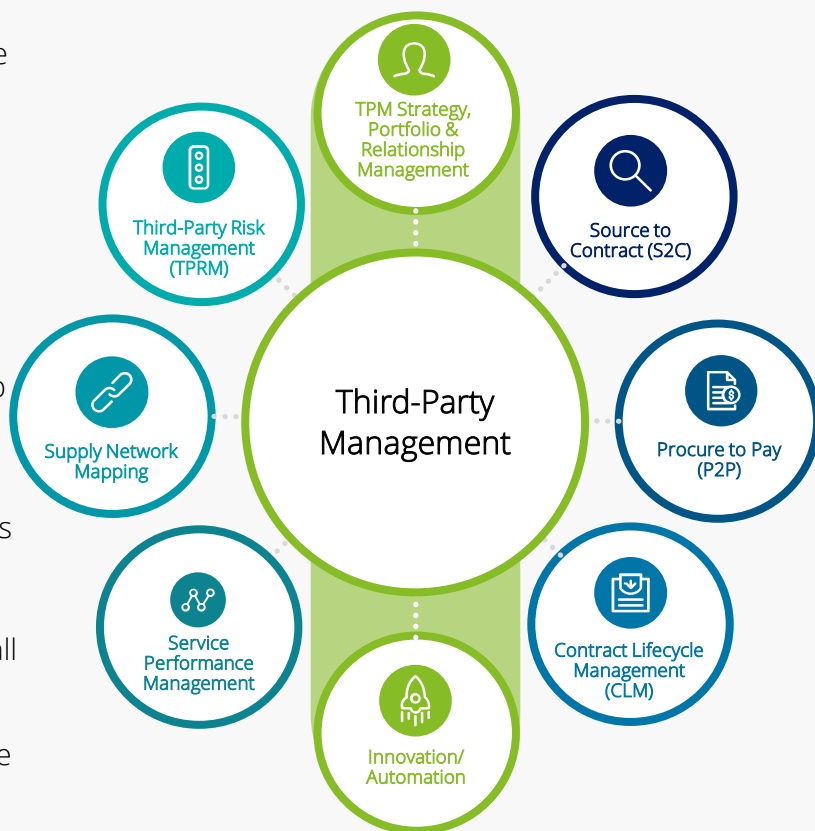 TPM Strategy,
Portfolio &
Relationship
Management
Third-Party Risk
Management
(TPRM)
Source to
Contract (S2C)
Third-Party
Management
Supply Network
Mapping
Procure to Pay
(P2P)
Service
Performance
Management
Contract Lifecycle
Management
(CLM)
Innovation/
Automation